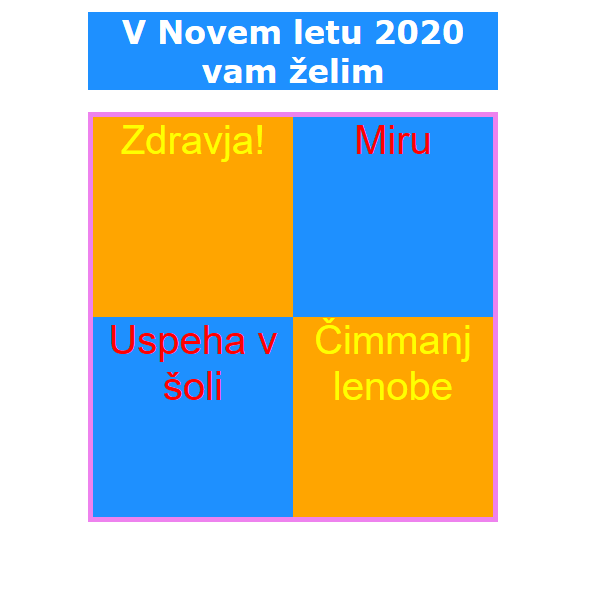 V Novem letu 2020
vam želim
Zdravja!
Miru
Uspeha v
šoli
Čimmanj
lenobe